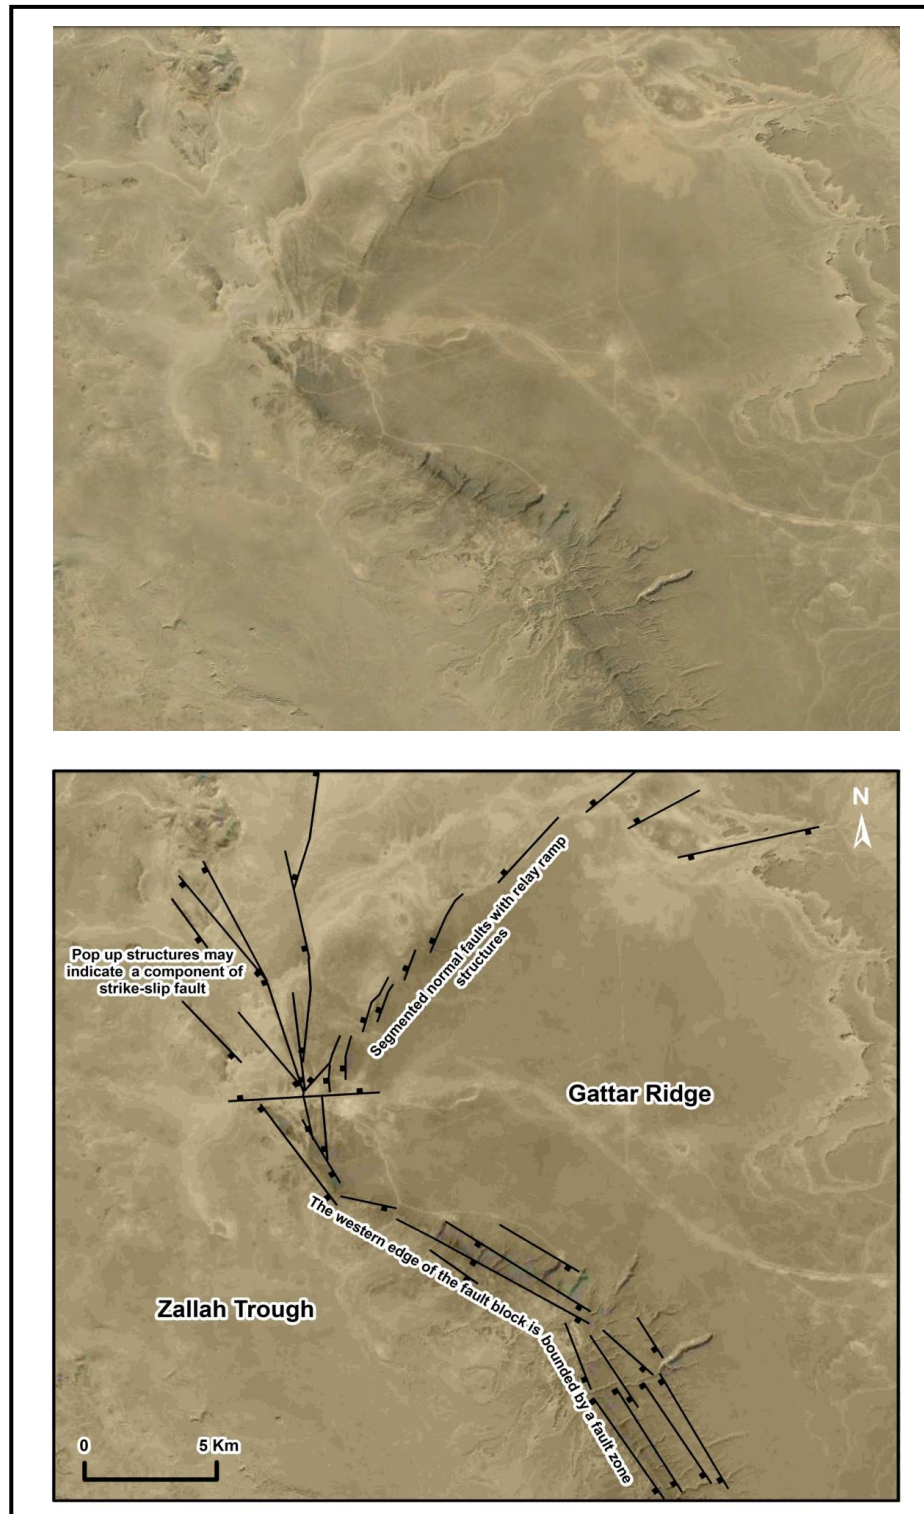 N
Segmented normal faults with relay ramp
structures
Pop up structures may
indicate a component of
strike-slip fault
Gattar Ridge
The western edge of the fault block is bounded by a fault zone
Zallah Trough
0 5 Km